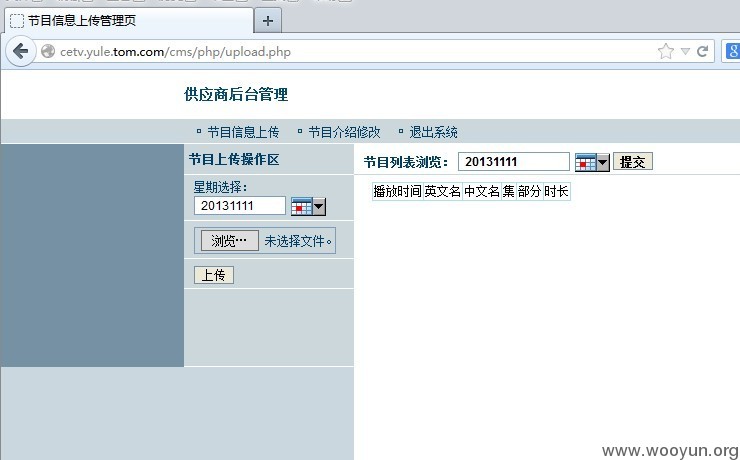 节目信息上传管理页
cetv.yule.tom.com/cms/php/upload.php
供应商后台管理
节目信息上传 节目介绍修改 退出系统
节目上传操作区
节目列表浏览： 20131111 提交
星期选择：
20131111
播放时间 英文名 中文名 集 部分 时长
浏览… 未选择文件。
上传
www.wooyun.org